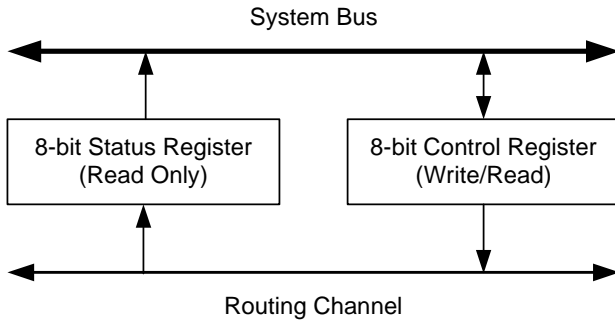 System Bus
8-bit Status Register
(Read Only)
8-bit Control Register
(Write/Read)
Routing Channel